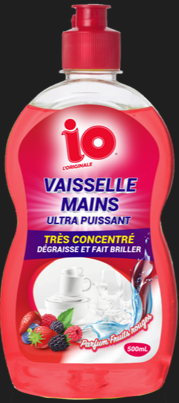 io
L'ORIGINALE
VAISSELLE
MAINS
ULTRA PUISSANT
TRÈS CONCENTRÉ
DÉGRAISSE ET FAIT BRILLER
Parfum Fruits rouges
500mL